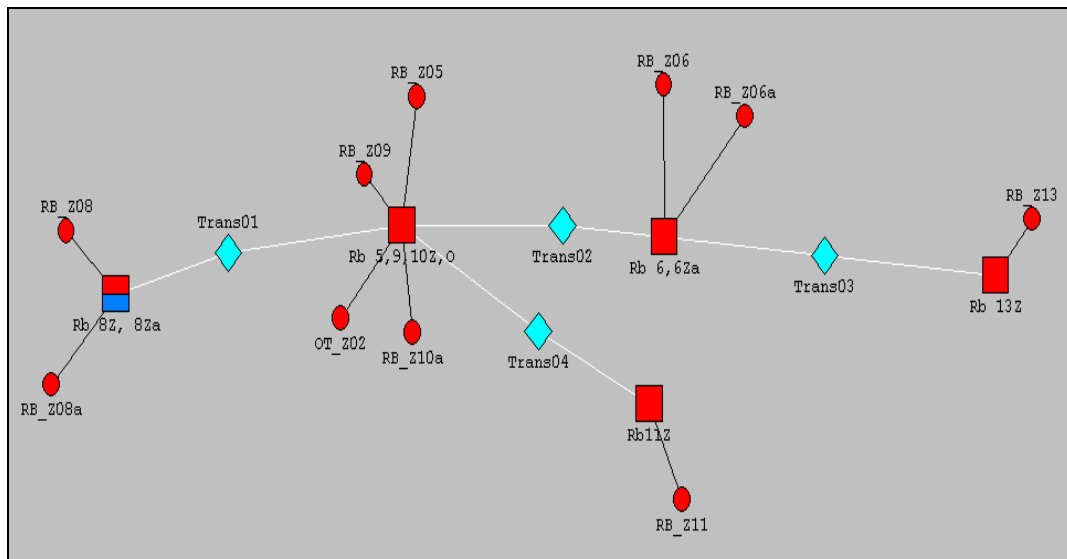 RB_Z05
RB_Z06
RB_Z06a
RB_Z09
RB_Z08
Trans01
RB_Z13
Rb 5,9,10Z,o
Trans02
Rb 6,6Za
Trans03
Rb 13Z
Rb 8Z, 8Za
OT_Z02
RB_Z10a
Trans04
RB_Z08a
Rb11Z
RB_Z11